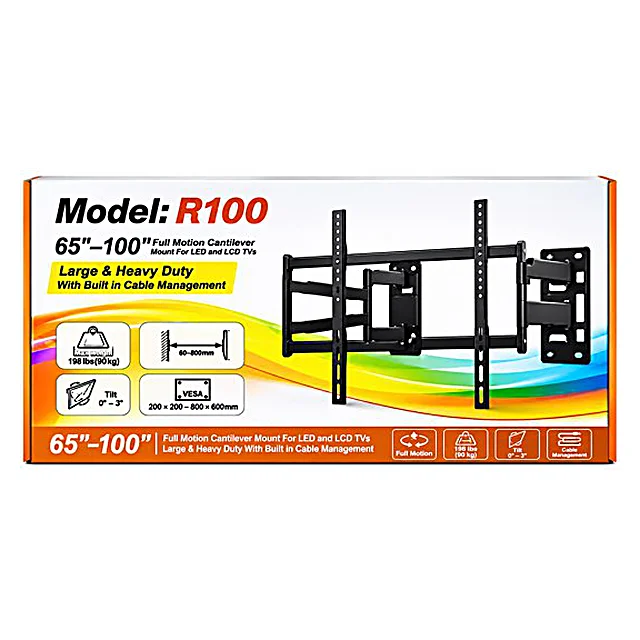 Model: R100
65"–100" Full Motion Cantilever
Mount For LED and LCD TVs
Large & Heavy Duty
With Built in Cable Management
Max Weight
198 lbs(90kg)
60–800mm
Tilt
0° – 3°
VESA
200 × 200 – 800 × 600mm
65"–100"
Full Motion Cantilever Mount For LED and LCD TVs
Large & Heavy Duty With Built in Cable Management
Full Motion
198 lbs
(90 kg)
Tilt
0° – 3°
Cable
Management